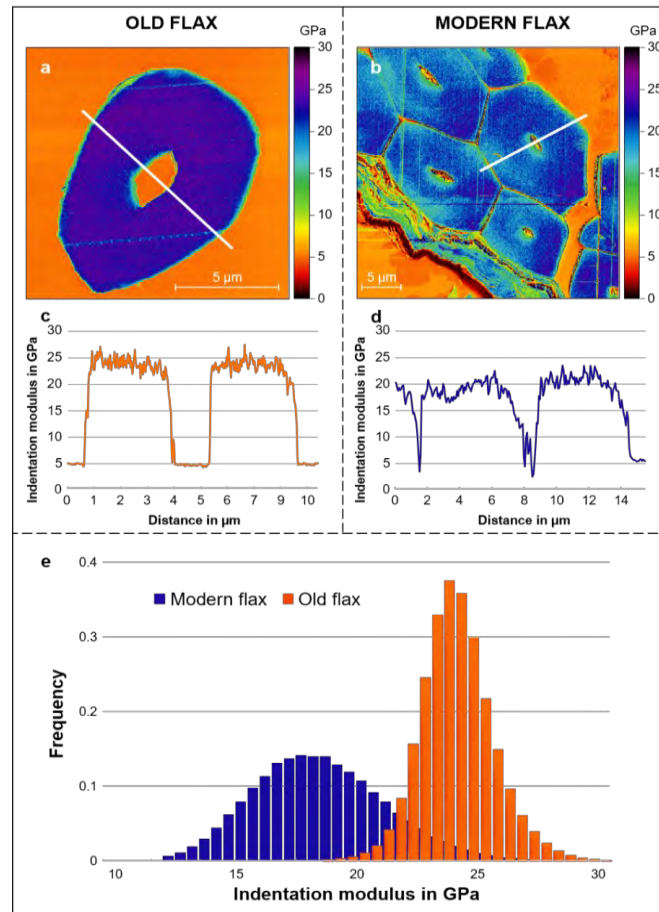 OLD FLAX
MODERN FLAX
GPa
GPa
a
30
25
20
15
10
5
0
5 µm
b
30
25
20
15
10
5
0
5 µm
c
30
25
20
15
10
5
0
Indentation modulus in GPa
0 1 2 3 4 5 6 7 8 9 10
Distance in µm
d
30
25
20
15
10
5
0
Indentation modulus in GPa
0 2 4 6 8 10 12 14
Distance in µm
e
0.4
0.3
0.2
0.1
0
Frequency
Modern flax
Old flax
10 15 20 25 30
Indentation modulus in GPa